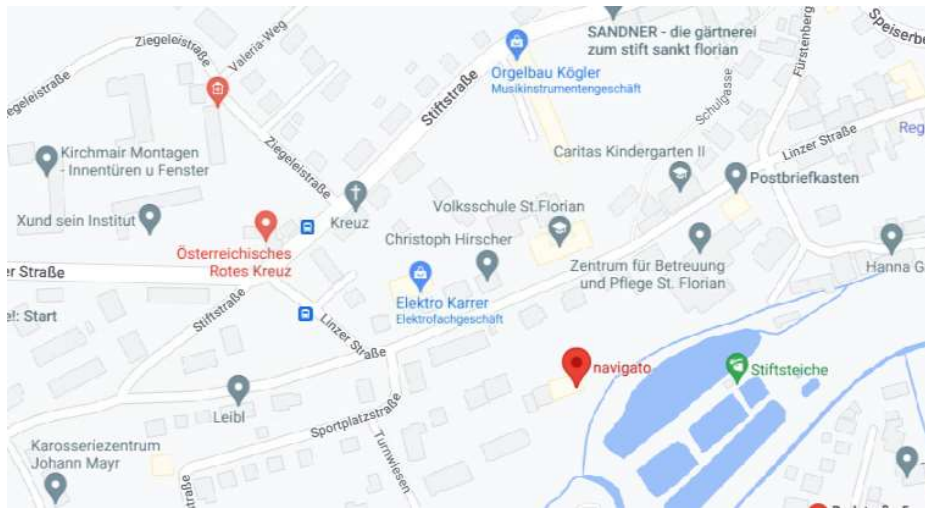 SANDNER - die gärtnerei
zum stift sankt florian
Speiserbe
Ziegeleistraße
Valeria-Weg
Fürstenberg
Orgelbau Kögler
Musikinstrumentengeschäft
Ziegeleistraße
Stiftstraße
Schulgasse
Linzer Straße
Reg
Kirchmair Montagen
- Innentüren u Fenster
Ziegeleistraße
Caritas Kindergarten II
Postbriefkasten
Xund sein Institut
Kreuz
Volksschule St.Florian
Christoph Hirscher
Österreichisches
Rotes Kreuz
Zentrum für Betreuung
und Pflege St. Florian
Hanna G
er Straße
Elektro Karrer
Elektrofachgeschäft
el: Start
Stiftstraße
Linzer Straße
navigato
Stiftsteiche
Leibl
Sportplatzstraße
Turnwiesen
Karosseriezentrum
Johann Mayr
straße